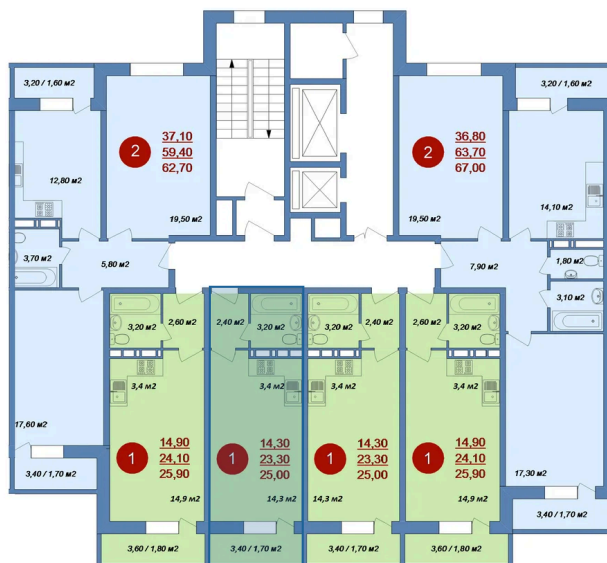 3,20 / 1,60 м2
3,20 / 1,60 м2
2
37,10
59,40
62,70
2
36,80
63,70
67,00
12,80 м2
14,10 м2
19,50 м2
19,50 м2
3,70 м2
5,80 м2
7,90 м2
1,80 м2
3,10 м2
3,20 м2
2,60 м2
2,40 м2
3,20 м2
3,20 м2
2,40 м2
2,60 м2
3,20 м2
3,4 м2
3,4 м2
3,4 м2
3,4 м2
17,60 м2
1
14,90
24,10
25,90
1
14,30
23,30
25,00
1
14,30
23,30
25,00
1
14,90
24,10
25,90
17,30 м2
3,40 / 1,70 м2
14,9 м2
14,3 м2
14,3 м2
14,9 м2
3,40 / 1,70 м2
3,60 / 1,80 м2
3,40 / 1,70 м2
3,40 / 1,70 м2
3,60 / 1,80 м2